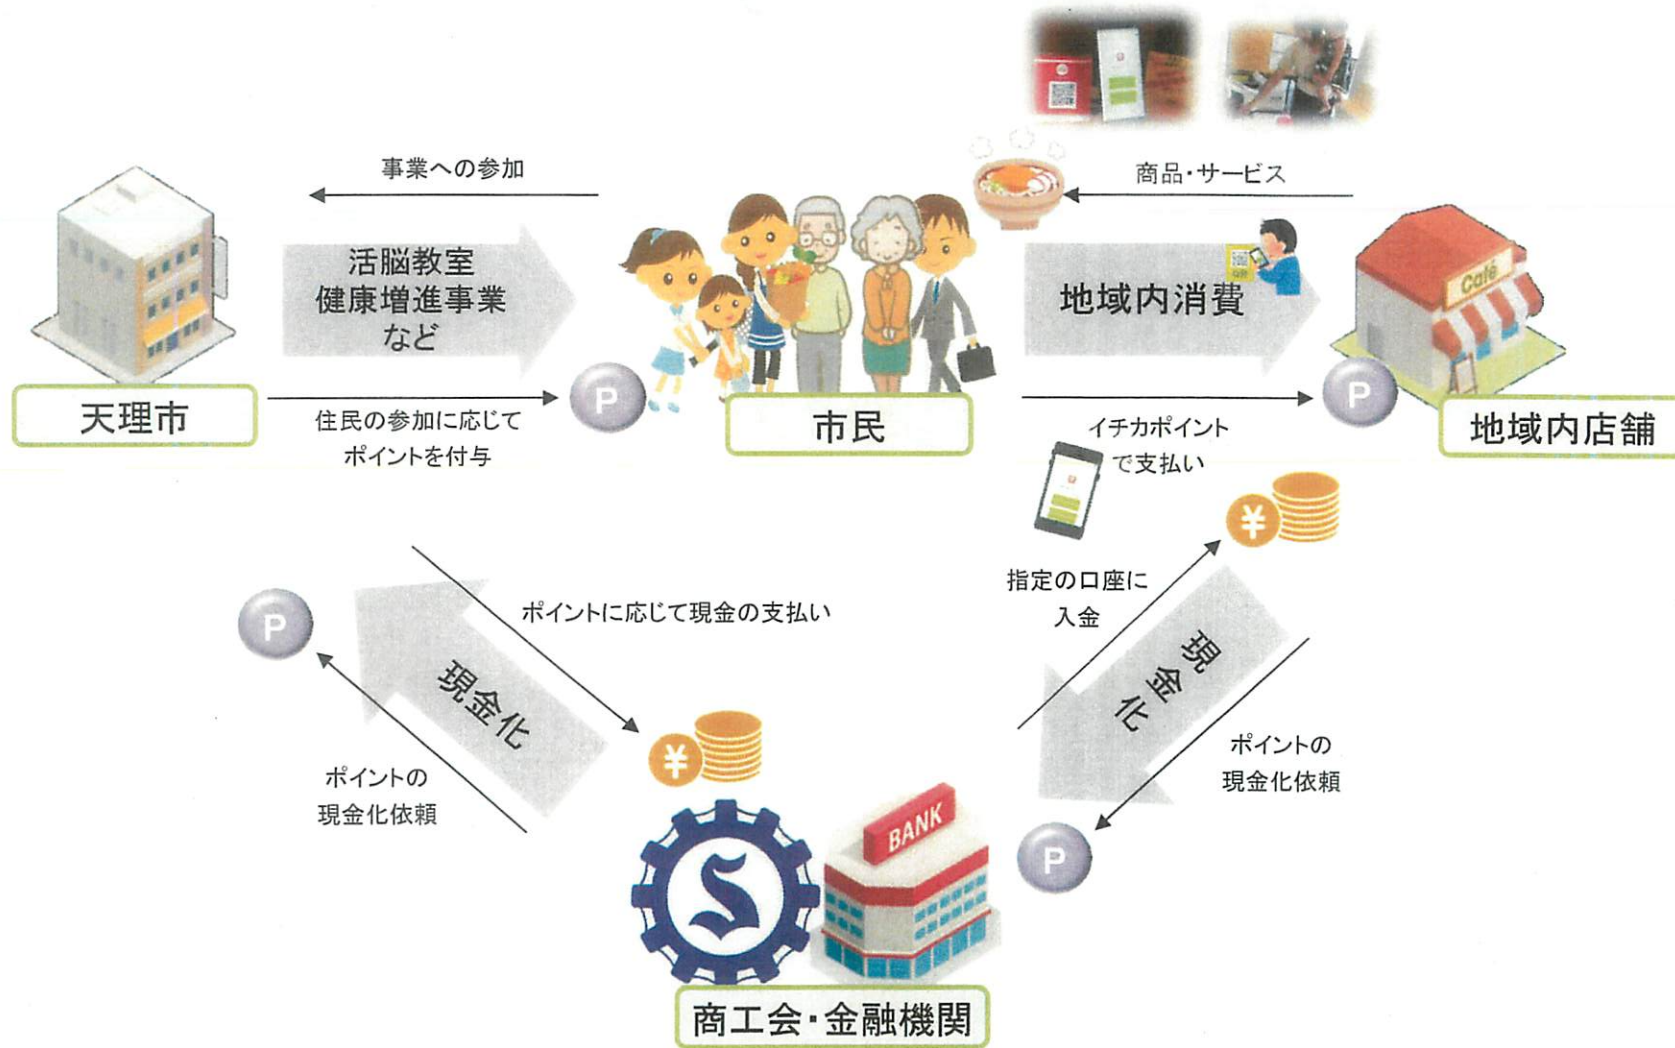 事業への参加
商品・サービス
活脳教室
健康増進事業
など
地域内消費
Café
P
P
天理市
住民の参加に応じて
ポイントを付与
市民
イチカポイント
で支払い
地域内店舗
¥
指定の口座に
入金
ポイントに応じて現金の支払い
P
現金化
現金化
ポイントの
現金化依頼
ポイントの
現金化依頼
¥
BANK
P
S
商工会・金融機関